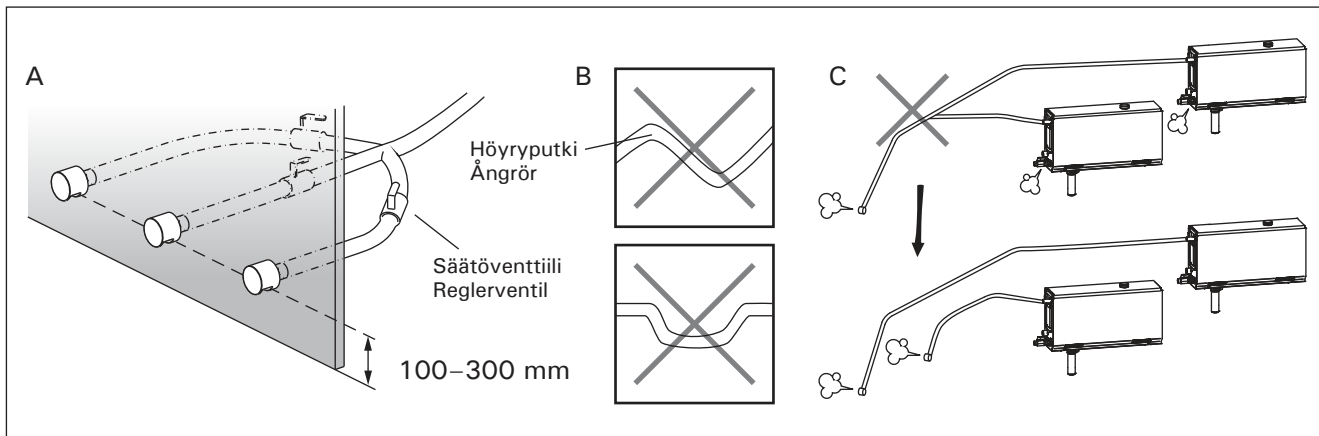 A
B
C
Höyryputki
Ångrör
Säätöventtiili
Reglerventil
100–300 mm